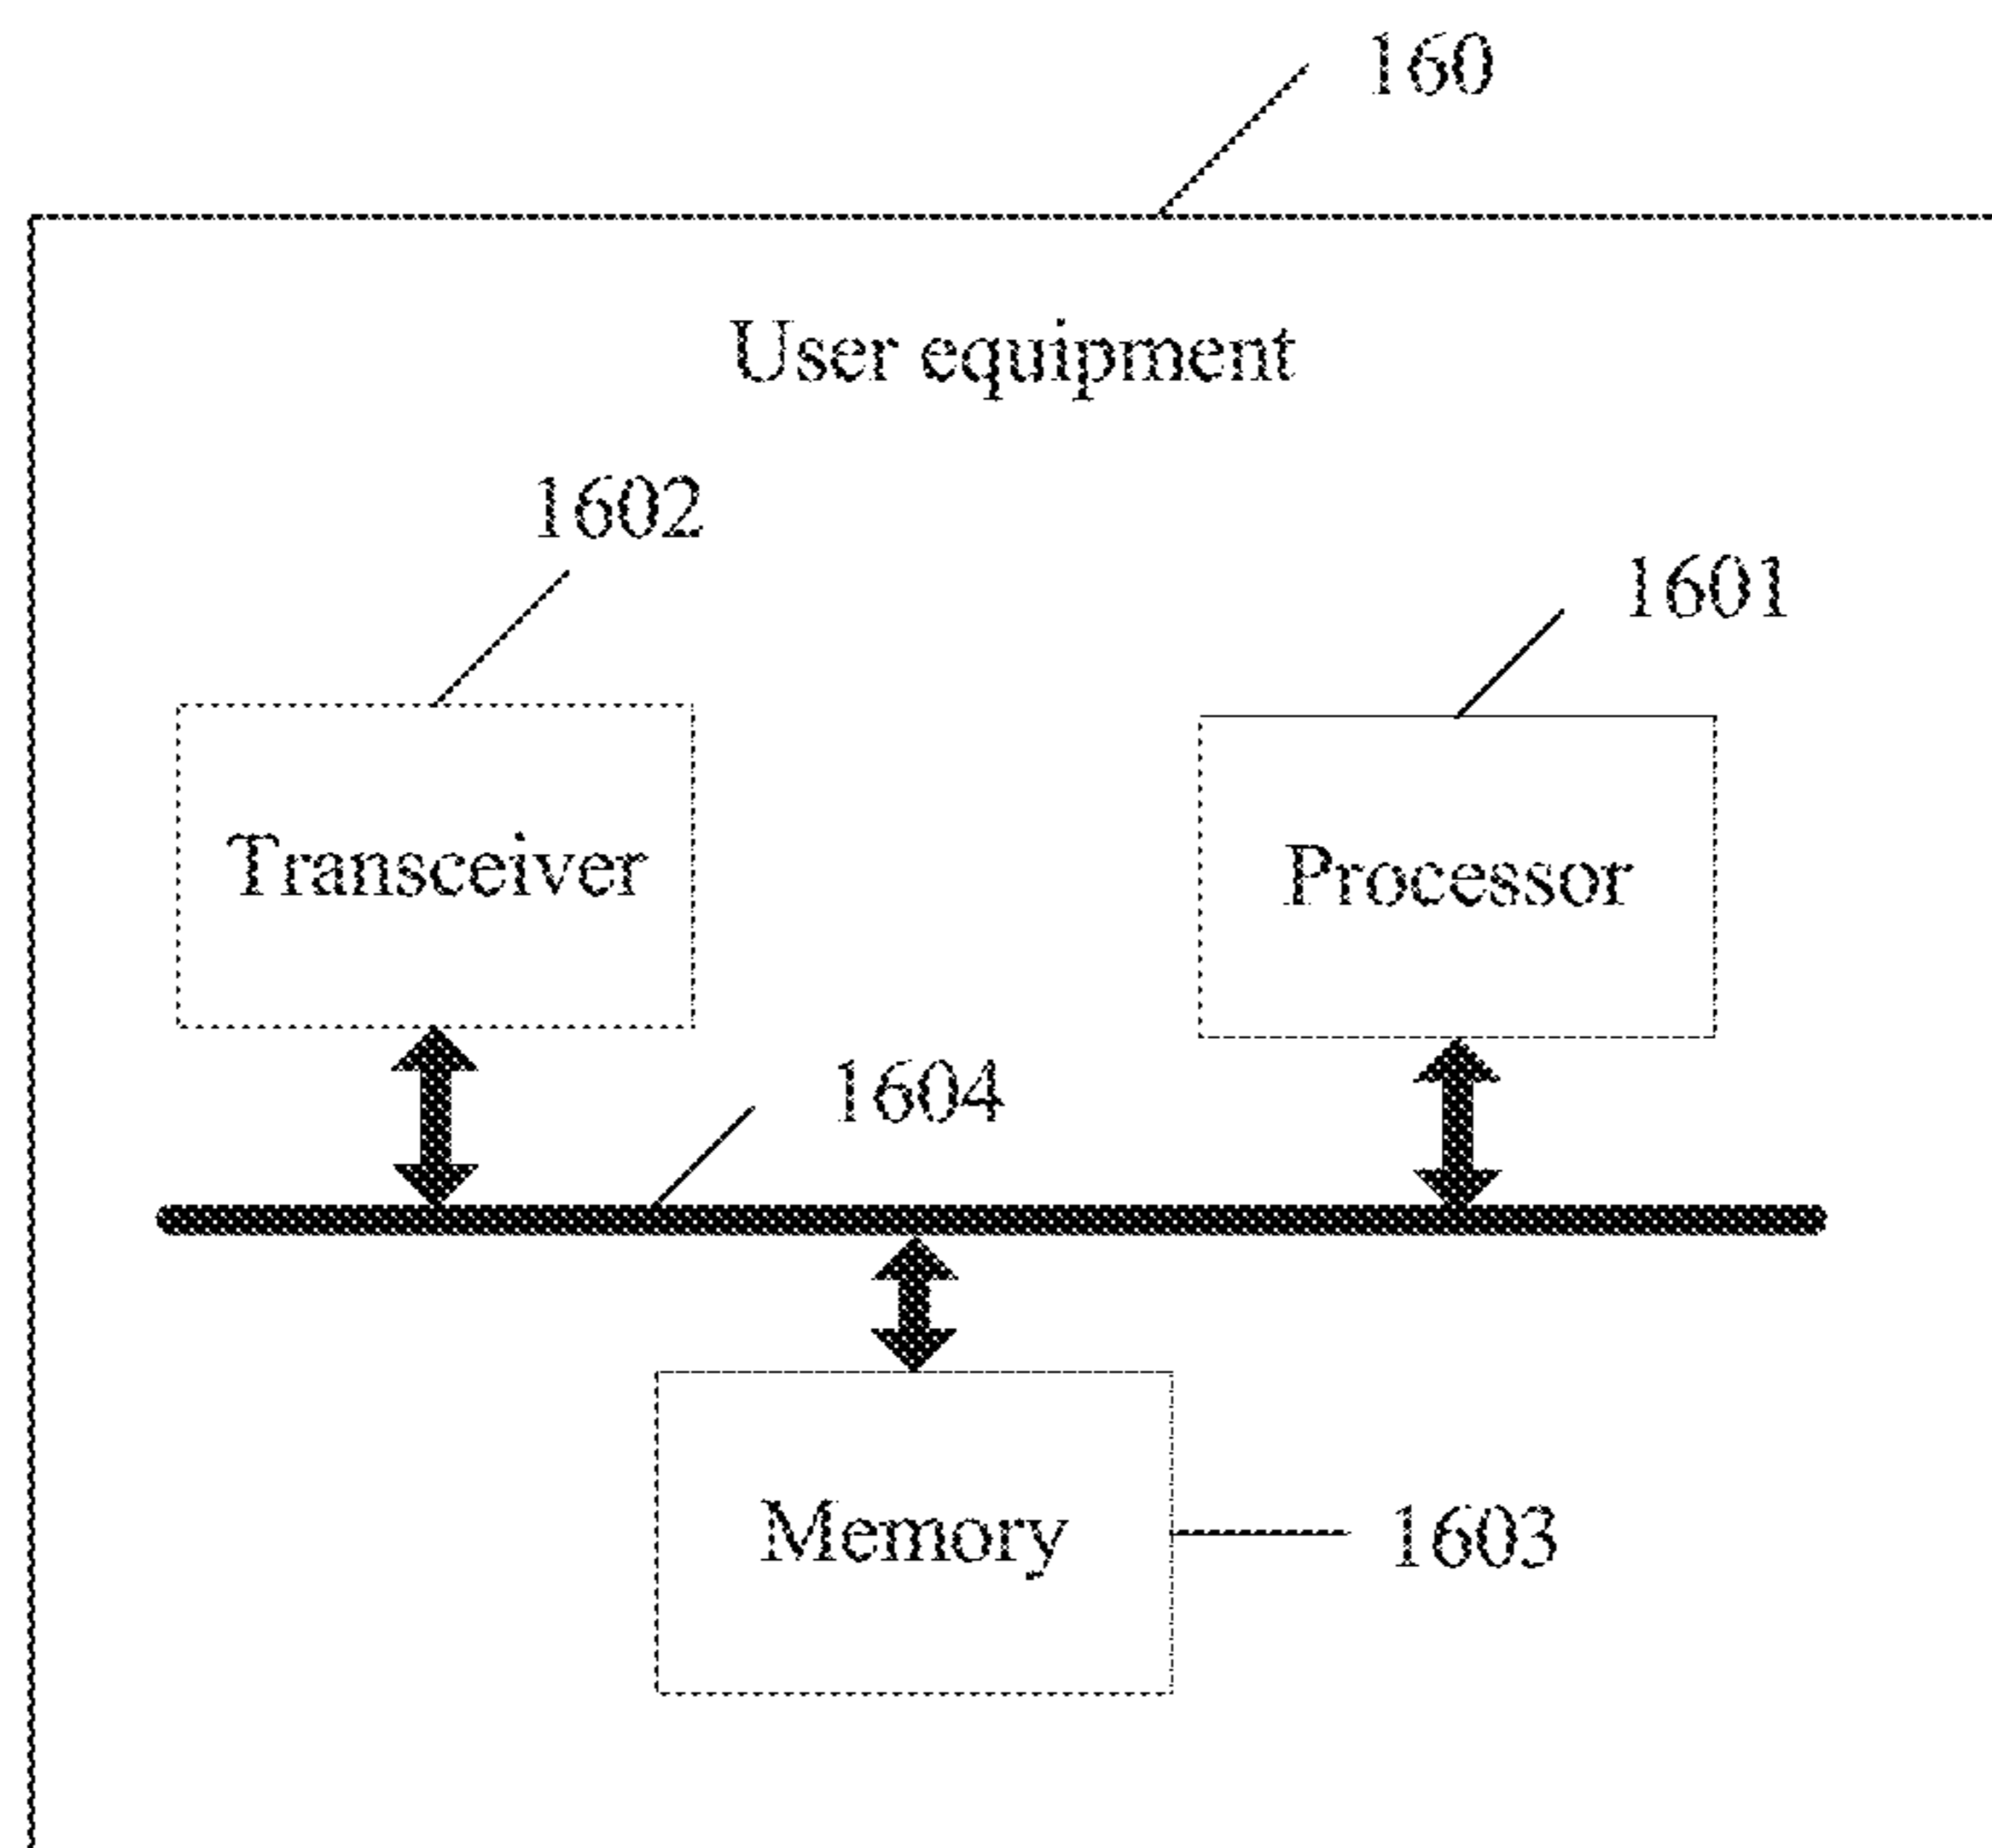 160
User equipment
1602
1601
Transceiver
Processor
1604
Memory
1603